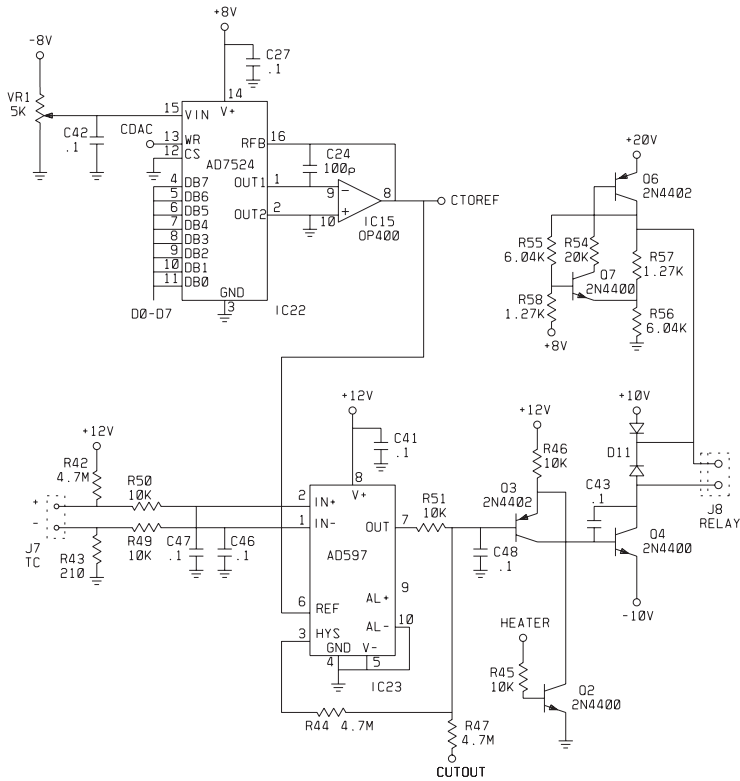 +8V
-8V
C27
.1
14
VR1
5K
15
VIN
V+
CDAC
C42
.1
13
WR
12
CS
RFB
16
AD7524
C24
100p
4
DB7
OUT1
1
9
-
8
CTOREF
5
DB6
6
DB5
OUT2
2
10
+
IC15
OP400
7
DB4
8
DB3
9
DB2
10
DB1
11
DB0
GND
3
D0-D7
IC22
+20V
Q6
2N4402
R55
6.04K
R54
20K
R57
1.27K
Q7
2N4400
R58
1.27K
R56
6.04K
+8V
+12V
C41
.1
+12V
R42
4.7M
R50
10K
8
V+
2
IN+
+
-
R49
10K
1
IN-
J7
TC
R43
210
C47
.1
C46
.1
OUT
7
R51
10K
AD597
C48
.1
AL+
9
6
REF
AL-
10
3
HYS
GND
V-
4
5
IC23
R44 4.7M
R47
4.7M
CUTOUT
+12V
R46
10K
Q3
2N4402
C43
.1
+10V
D11
Q4
2N4400
J8
RELAY
-10V
HEATER
R45
10K
Q2
2N4400